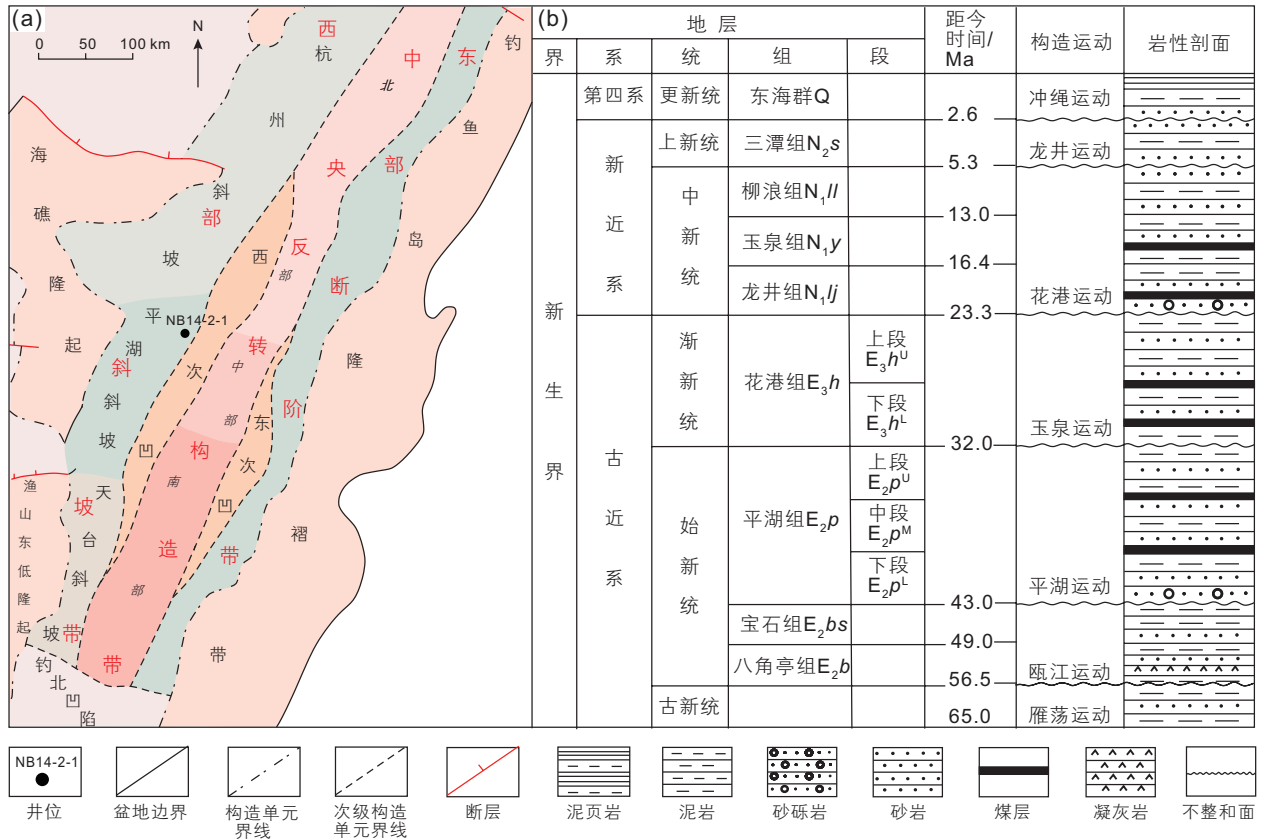 (a)
N
0 50 100 km
西部斜坡带
中央反转构造带
东部断阶带
杭州斜坡
平湖斜坡
天台斜坡
西次凹
东次凹
北部
中部
南部
钓鱼岛隆褶带
海礁隆起
渔山东低隆起
钓北凹陷
NB14-2-1
(b)
地层 距今时间/Ma 构造运动 岩性剖面
界 系 统 组 段
新生界
第四系 更新统 东海群Q
2.6 冲绳运动
新近系
上新统 三潭组N₂s
5.3 龙井运动
中新统
柳浪组N₁ll
13.0
玉泉组N₁y
16.4
龙井组N₁lj
23.3 花港运动
古近系
渐新统 花港组E₃h
上段 E₃hᵁ
下段 E₃hᴸ
32.0 玉泉运动
始新统
平湖组E₂p
上段 E₂pᵁ
中段 E₂pᴹ
下段 E₂pᴸ
43.0 平湖运动
宝石组E₂bs
49.0
八角亭组E₂b
56.5 瓯江运动
古新统
65.0 雁荡运动
NB14-2-1
井位
盆地边界
构造单元
界线
次级构造
单元界线
断层
泥页岩
泥岩
砂砾岩
砂岩
煤层
凝灰岩
不整和面